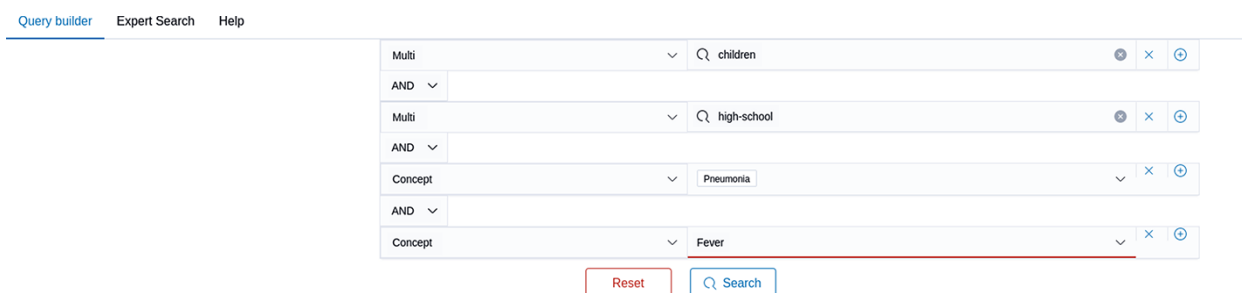 Query builder Expert Search Help
Multi children
AND
Multi high-school
AND
Concept Pneumonia
AND
Concept Fever
Reset Search